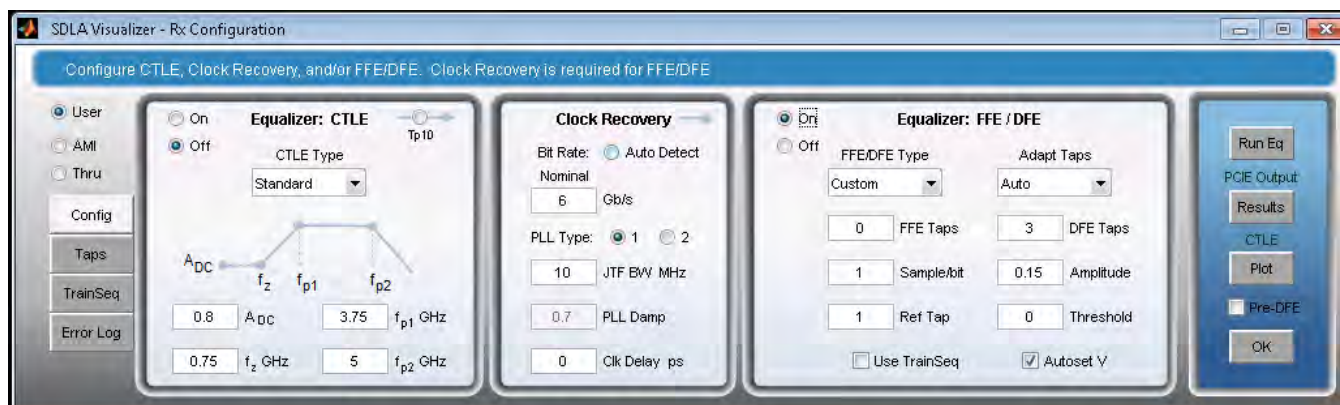 SDLA Visualizer - Rx Configuration
Configure CTLE, Clock Recovery, and/or FFE/DFE. Clock Recovery is required for FFE/DFE
User
AMI
Thru
Config
Taps
TrainSeq
Error Log
On
Off
Equalizer: CTLE
Tp10
CTLE Type
Standard
ADC
fz
fp1
fp2
0.8 ADC 3.75 fp1 GHz
0.75 fz GHz 5 fp2 GHz
Clock Recovery
Bit Rate: Auto Detect
Nominal
6 Gb/s
PLL Type: 1 2
10 JTF BW MHz
0.7 PLL Damp
0 Clk Delay ps
On
Off
Equalizer: FFE / DFE
FFE/DFE Type Adapt Taps
Custom Auto
0 FFE Taps 3 DFE Taps
1 Sample/bit 0.15 Amplitude
1 Ref Tap 0 Threshold
Use TrainSeq Autoset V
Run Eq
PCIE Output
Results
CTLE
Plot
Pre-DFE
OK